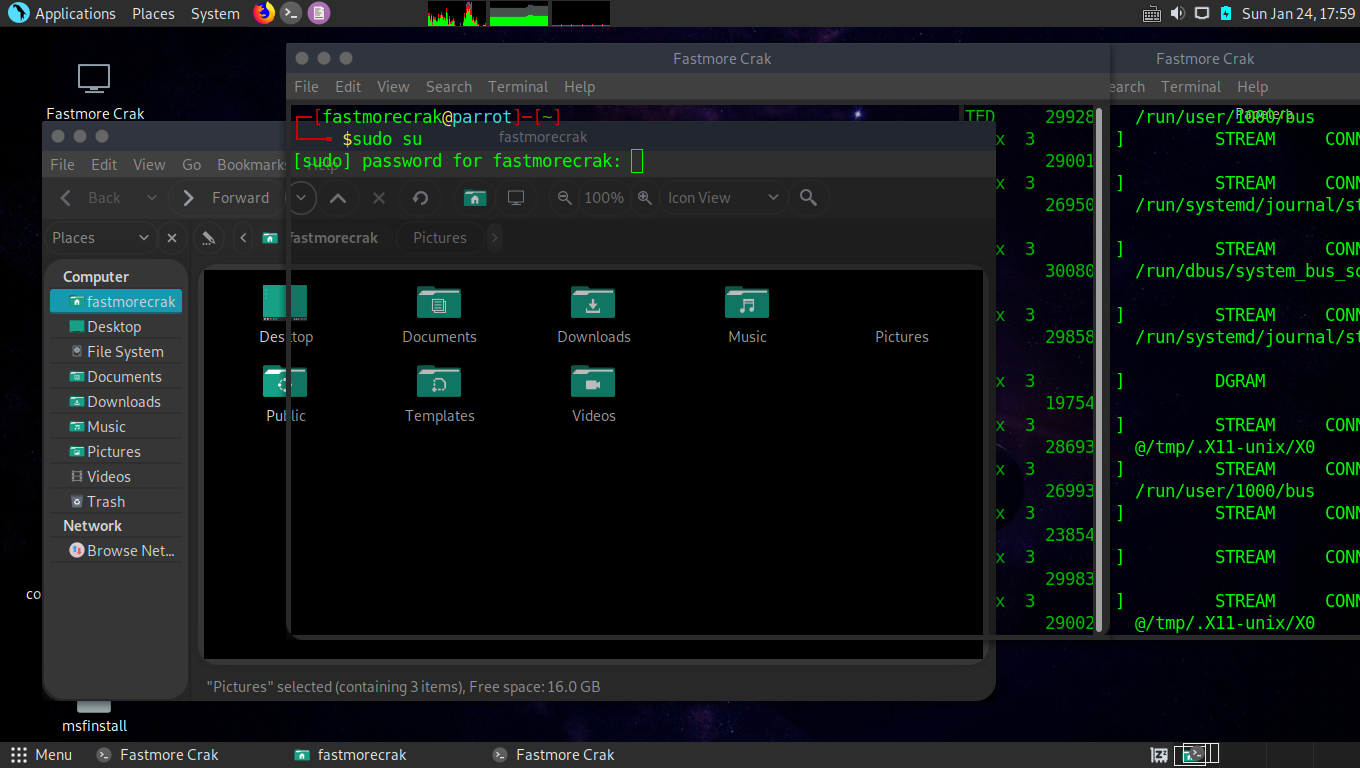 Applications Places System Sun Jan 24, 17:59
Fastmore Crak
Papelera
Fastmore Crak
File Edit View Search Terminal Help
┌─[fastmorecrak@parrot]─[~]
└──╼ $sudo su
[sudo] password for fastmorecrak:
Fastmore Crak
earch Terminal Help
TED 29928 /run/user/1000/bus
x 3 ] STREAM CONN
29001
x 3 ] STREAM CONN
26950 /run/systemd/journal/st
x 3 ] STREAM CONN
30080 /run/dbus/system_bus_so
x 3 ] STREAM CONN
29858 /run/systemd/journal/st
x 3 ] DGRAM
19754
x 3 ] STREAM CONN
28693 @/tmp/.X11-unix/X0
x 3 ] STREAM CONN
26993 /run/user/1000/bus
x 3 ] STREAM CONN
23854
x 3 ] STREAM CONN
29983
x 3 ] STREAM CONN
29002 @/tmp/.X11-unix/X0
fastmorecrak
File Edit View Go Bookmarks Help
Back Forward 100% Icon View
Places fastmorecrak Pictures
Computer
fastmorecrak
Desktop
File System
Documents
Downloads
Music
Pictures
Videos
Trash
Network
Browse Net...
Desktop Documents Downloads Music Pictures
Public Templates Videos
"Pictures" selected (containing 3 items), Free space: 16.0 GB
co
msfinstall
Menu Fastmore Crak fastmorecrak Fastmore Crak